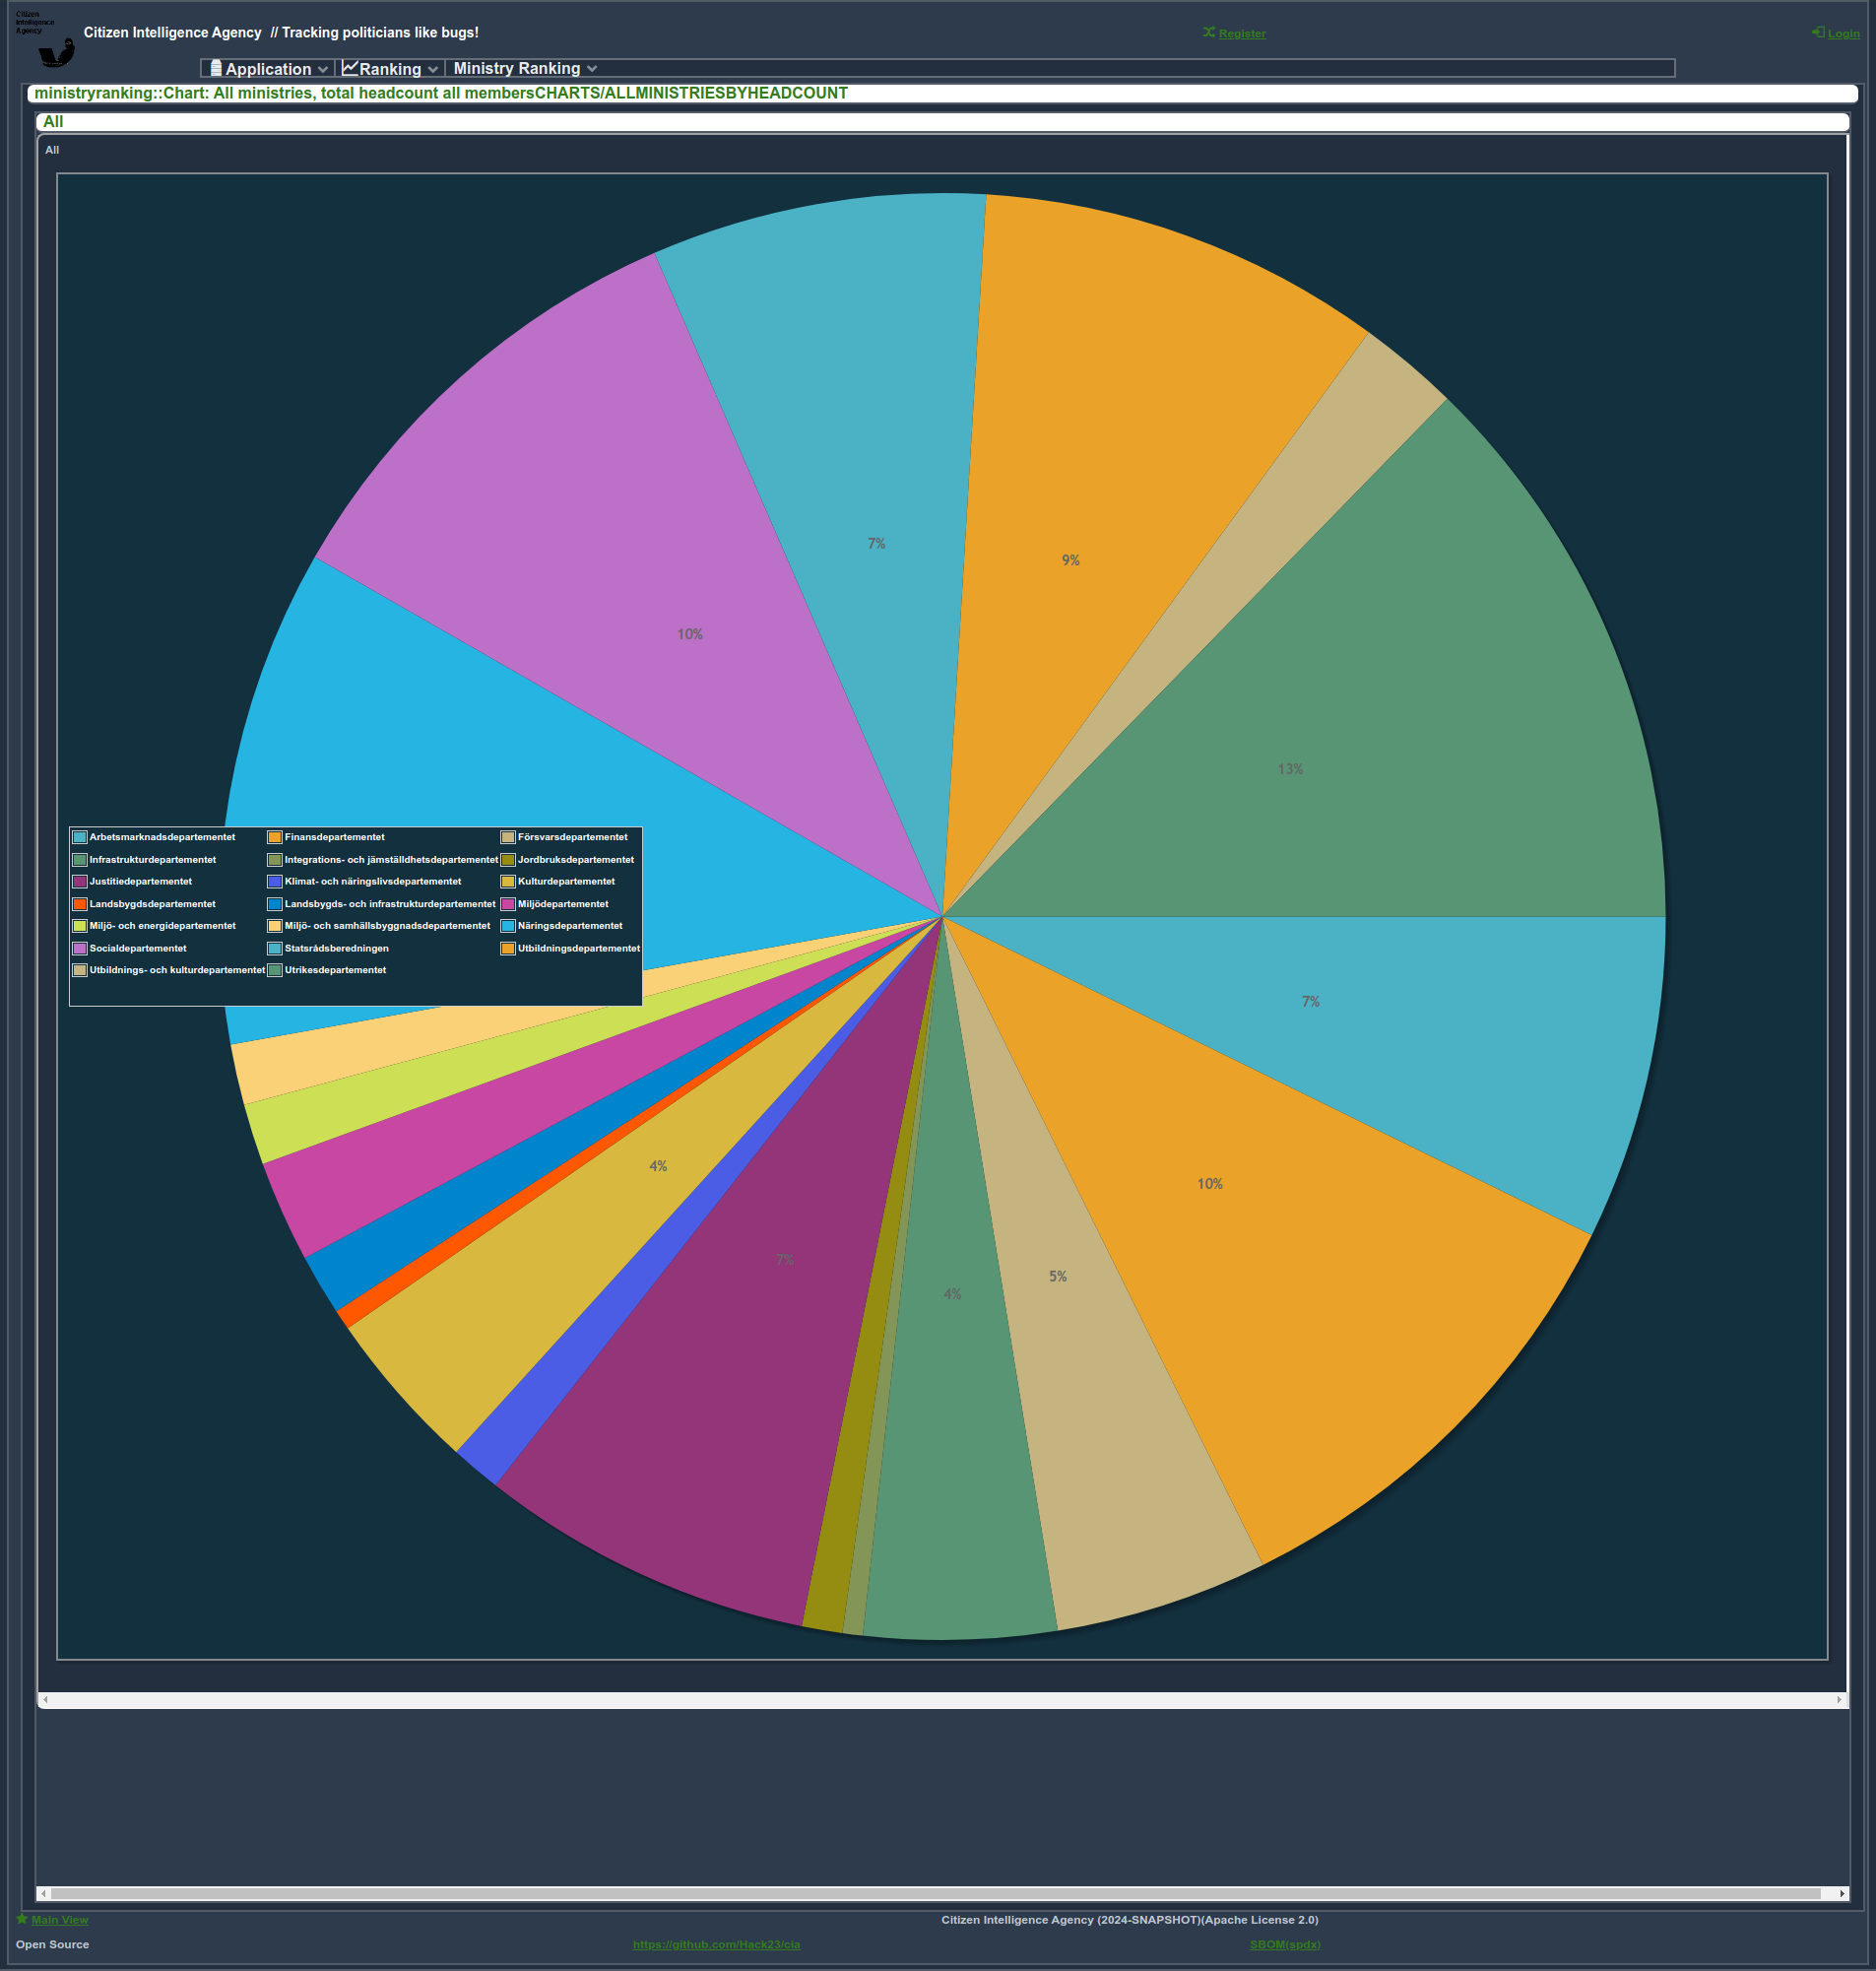 Citizen
Intelligence
Agency
Citizen Intelligence Agency // Tracking politicians like bugs!
Register
Login
Application
Ranking
Ministry Ranking
ministryranking::Chart: All ministries, total headcount all membersCHARTS/ALLMINISTRIESBYHEADCOUNT
All
All
7%
9%
10%
13%
Arbetsmarknadsdepartementet Finansdepartementet Försvarsdepartementet
Infrastrukturdepartementet Integrations- och jämställdhetsdepartementet Jordbruksdepartementet
Justitiedepartementet Klimat- och näringslivsdepartementet Kulturdepartementet
Landsbygdsdepartementet Landsbygds- och infrastrukturdepartementet Miljödepartementet
Miljö- och energidepartementet Miljö- och samhällsbyggnadsdepartementet Näringsdepartementet
Socialdepartementet Statsrådsberedningen Utbildningsdepartementet
Utbildnings- och kulturdepartementet Utrikesdepartementet
7%
4%
10%
7%
5%
4%
Main View
Citizen Intelligence Agency (2024-SNAPSHOT)(Apache License 2.0)
Open Source
https://github.com/Hack23/cia
SBOM(spdx)